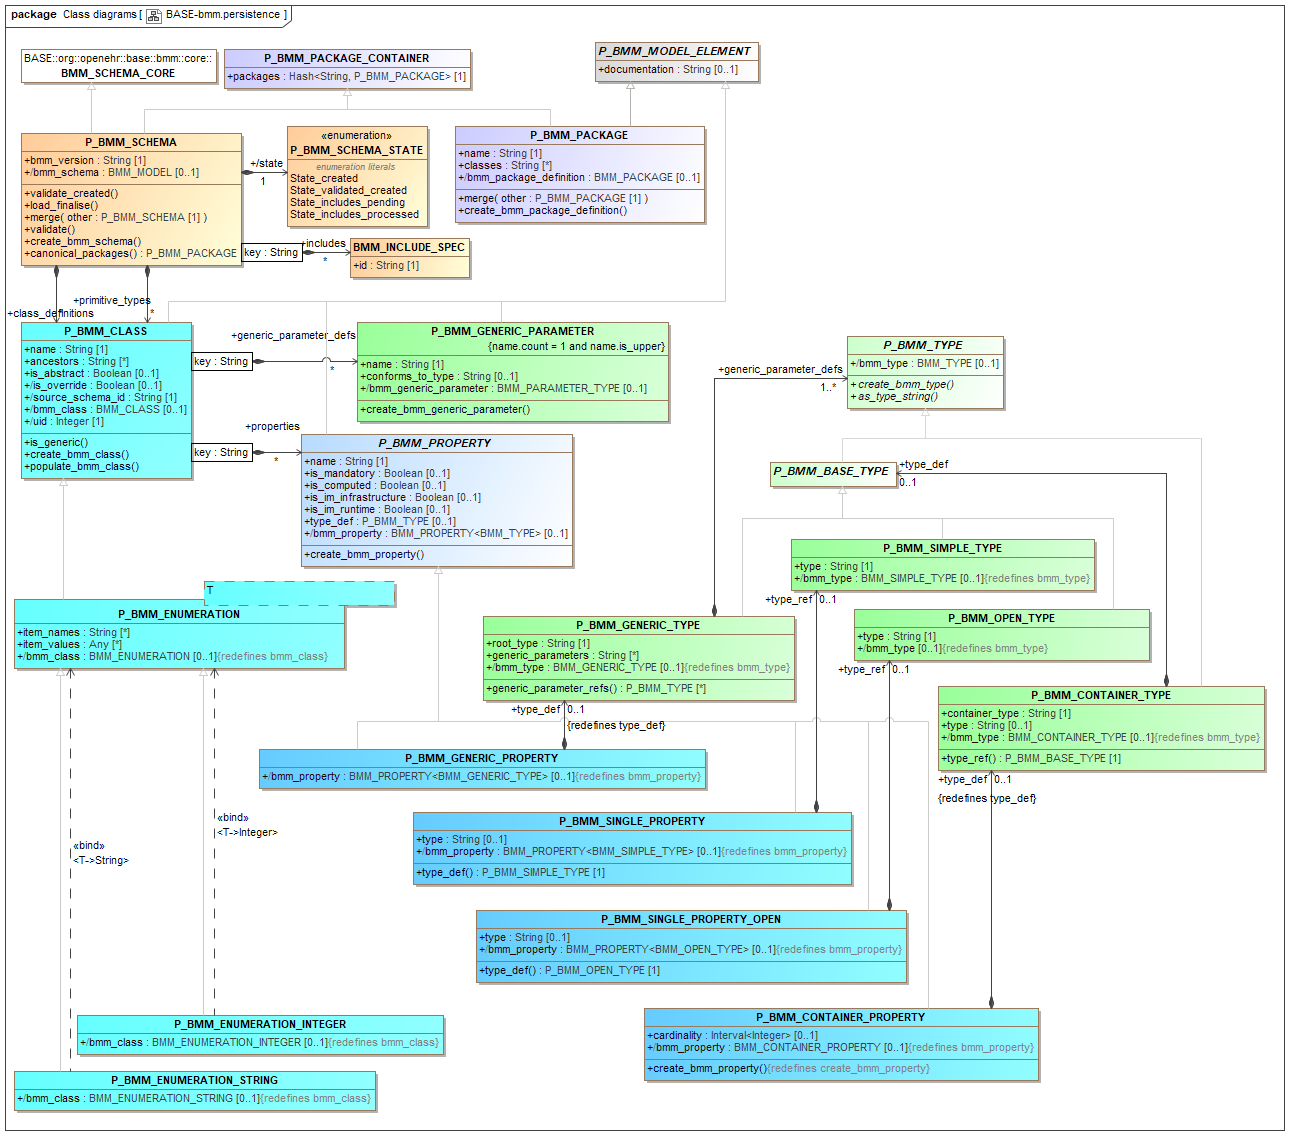 package Class diagrams [ BASE-bmm.persistence ]
BASE::org::openehr::base::bmm::core::
BMM_SCHEMA_CORE
P_BMM_PACKAGE_CONTAINER
+packages : Hash<String, P_BMM_PACKAGE> [1]
P_BMM_MODEL_ELEMENT
+documentation : String [0..1]
P_BMM_SCHEMA
+bmm_version : String [1]
+/bmm_schema : BMM_MODEL [0..1]
+validate_created()
+load_finalise()
+merge( other : P_BMM_SCHEMA [1] )
+validate()
+create_bmm_schema()
+canonical_packages() : P_BMM_PACKAGE
+/state
1
«enumeration»
P_BMM_SCHEMA_STATE
enumeration literals
State_created
State_validated_created
State_includes_pending
State_includes_processed
P_BMM_PACKAGE
+name : String [1]
+classes : String [*]
+/bmm_package_definition : BMM_PACKAGE [0..1]
+merge( other : P_BMM_PACKAGE [1] )
+create_bmm_package_definition()
key : String
+includes
*
BMM_INCLUDE_SPEC
+id : String [1]
+primitive_types
*
+class_definitions
P_BMM_CLASS
+name : String [1]
+ancestors : String [*]
+is_abstract : Boolean [0..1]
+/is_override : Boolean [0..1]
+/source_schema_id : String [1]
+/bmm_class : BMM_CLASS [0..1]
+/uid : Integer [1]
+is_generic()
+create_bmm_class()
+populate_bmm_class()
key : String
+generic_parameter_defs
*
P_BMM_GENERIC_PARAMETER
{name.count = 1 and name.is_upper}
+name : String [1]
+conforms_to_type : String [0..1]
+/bmm_generic_parameter : BMM_PARAMETER_TYPE [0..1]
+create_bmm_generic_parameter()
key : String
+properties
*
P_BMM_PROPERTY
+name : String [1]
+is_mandatory : Boolean [0..1]
+is_computed : Boolean [0..1]
+is_im_infrastructure : Boolean [0..1]
+is_im_runtime : Boolean [0..1]
+type_def : P_BMM_TYPE [0..1]
+/bmm_property : BMM_PROPERTY<BMM_TYPE> [0..1]
+create_bmm_property()
P_BMM_TYPE
+/bmm_type : BMM_TYPE [0..1]
+create_bmm_type()
+as_type_string()
+generic_parameter_defs
1..*
P_BMM_BASE_TYPE
+type_def
0..1
P_BMM_SIMPLE_TYPE
+type : String [1]
+/bmm_type : BMM_SIMPLE_TYPE [0..1]{redefines bmm_type}
+type_ref 0..1
P_BMM_OPEN_TYPE
+type : String [1]
+/bmm_type [0..1]{redefines bmm_type}
+type_ref 0..1
T
P_BMM_ENUMERATION
+item_names : String [*]
+item_values : Any [*]
+/bmm_class : BMM_ENUMERATION [0..1]{redefines bmm_class}
P_BMM_GENERIC_TYPE
+root_type : String [1]
+generic_parameters : String [*]
+/bmm_type : BMM_GENERIC_TYPE [0..1]{redefines bmm_type}
+generic_parameter_refs() : P_BMM_TYPE [*]
+type_def 0..1
{redefines type_def}
P_BMM_CONTAINER_TYPE
+container_type : String [1]
+type : String [0..1]
+/bmm_type : BMM_CONTAINER_TYPE [0..1]{redefines bmm_type}
+type_ref() : P_BMM_BASE_TYPE [1]
+type_def 0..1
{redefines type_def}
P_BMM_GENERIC_PROPERTY
+/bmm_property : BMM_PROPERTY<BMM_GENERIC_TYPE> [0..1]{redefines bmm_property}
«bind»
<T->Integer>
«bind»
<T->String>
P_BMM_SINGLE_PROPERTY
+type : String [0..1]
+/bmm_property : BMM_PROPERTY<BMM_SIMPLE_TYPE> [0..1]{redefines bmm_property}
+type_def() : P_BMM_SIMPLE_TYPE [1]
P_BMM_SINGLE_PROPERTY_OPEN
+type : String [0..1]
+/bmm_property : BMM_PROPERTY<BMM_OPEN_TYPE> [0..1]{redefines bmm_property}
+type_def() : P_BMM_OPEN_TYPE [1]
P_BMM_CONTAINER_PROPERTY
+cardinality : Interval<Integer> [0..1]
+/bmm_property : BMM_CONTAINER_PROPERTY [0..1]{redefines bmm_property}
+create_bmm_property(){redefines create_bmm_property}
P_BMM_ENUMERATION_INTEGER
+/bmm_class : BMM_ENUMERATION_INTEGER [0..1]{redefines bmm_class}
P_BMM_ENUMERATION_STRING
+/bmm_class : BMM_ENUMERATION_STRING [0..1]{redefines bmm_class}